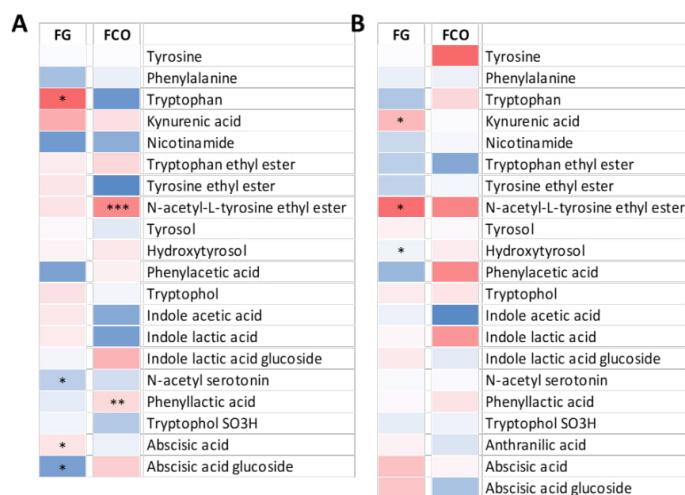 A
FG FCO
Tyrosine
Phenylalanine
* Tryptophan
Kynurenic acid
Nicotinamide
Tryptophan ethyl ester
Tyrosine ethyl ester
*** N-acetyl-L-tyrosine ethyl ester
Tyrosol
Hydroxytyrosol
Phenylacetic acid
Tryptophol
Indole acetic acid
Indole lactic acid
Indole lactic acid glucoside
* N-acetyl serotonin
** Phenyllactic acid
Tryptophol SO3H
* Abscisic acid
* Abscisic acid glucoside
B
FG FCO
Tyrosine
Phenylalanine
Tryptophan
* Kynurenic acid
Nicotinamide
Tryptophan ethyl ester
Tyrosine ethyl ester
* N-acetyl-L-tyrosine ethyl ester
Tyrosol
* Hydroxytyrosol
Phenylacetic acid
Tryptophol
Indole acetic acid
Indole lactic acid
Indole lactic acid glucoside
N-acetyl serotonin
Phenyllactic acid
Tryptophol SO3H
Anthranilic acid
Abscisic acid
Abscisic acid glucoside